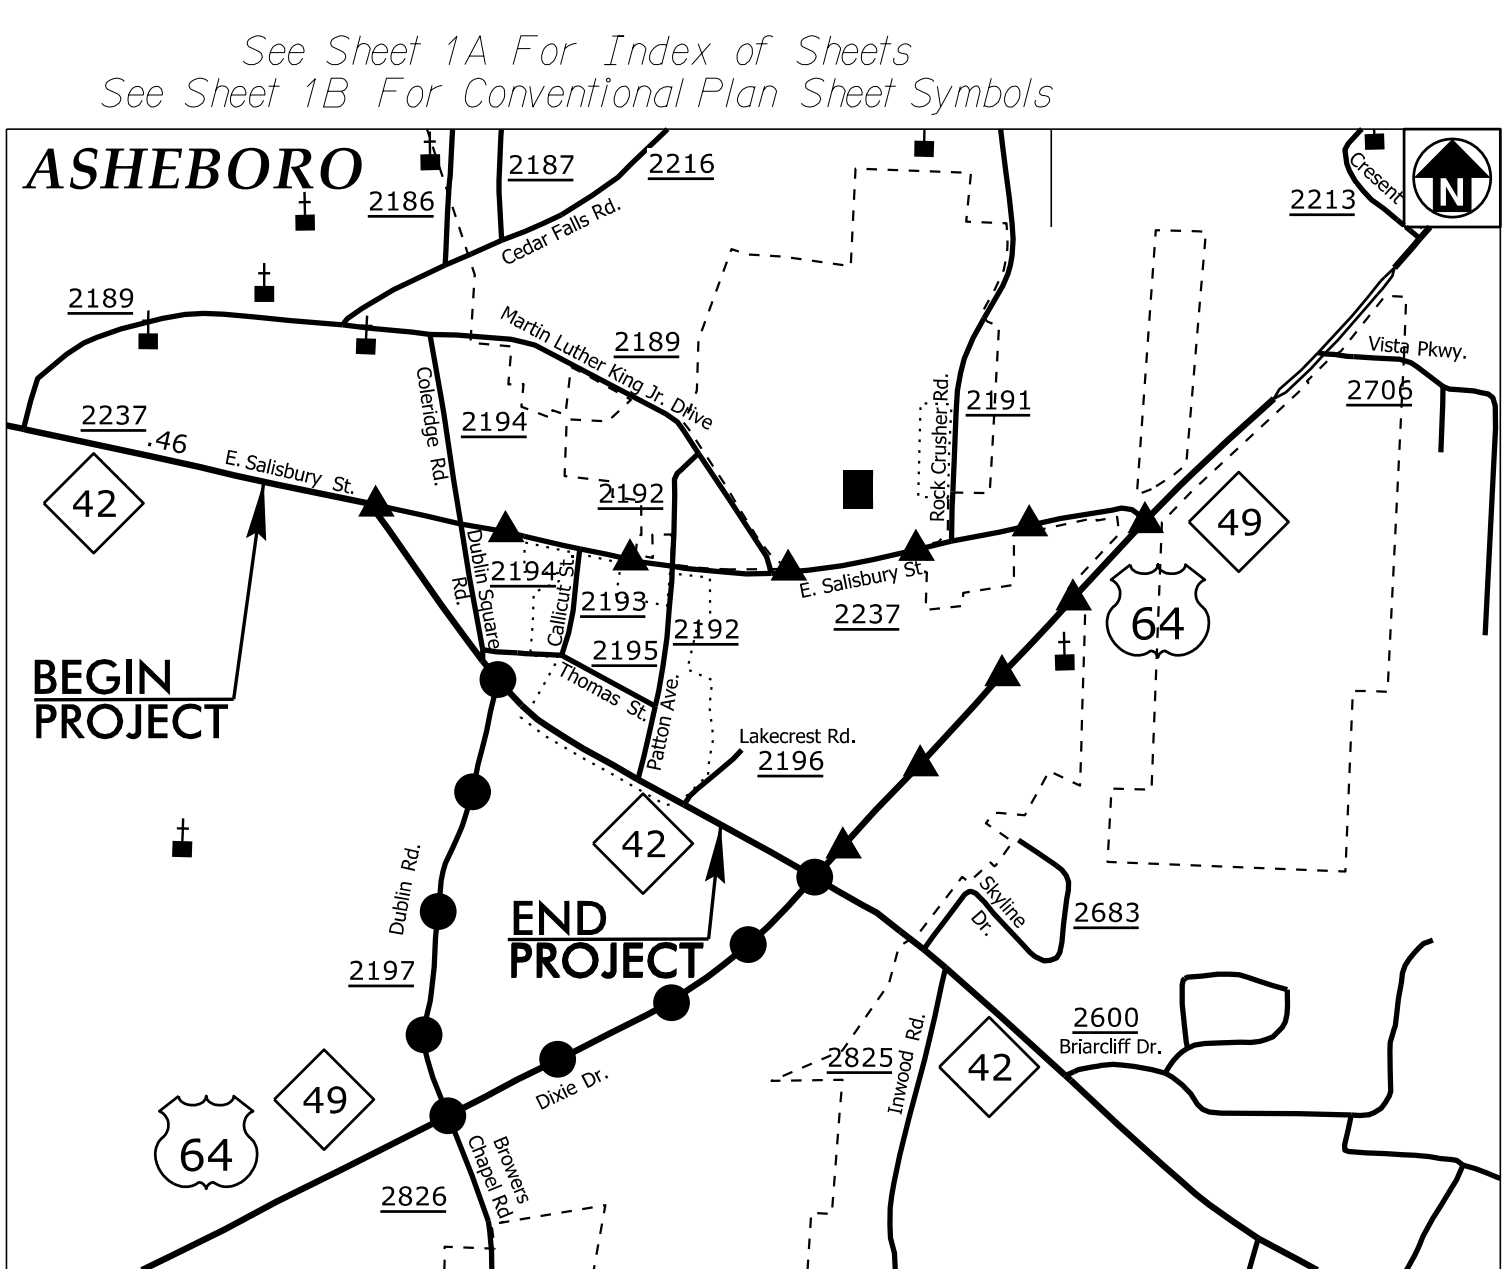 See Sheet 1A For Index of Sheets
See Sheet 1B For Conventional Plan Sheet Symbols
ASHEBORO
2187
2216
2186
Cedar Falls Rd.
Cresent
2213
N
2189
Martin Luther King Jr. Drive
2189
Vista Pkwy.
2706
Coleridge Rd.
2194
2237
.46
E. Salisbury St.
42
2192
Rock Crusher Rd.
2191
49
Dublin Square
Rd.
2194
Callicut St.
2193
2195
2192
E. Salisbury St.
2237
64
BEGIN
PROJECT
Thomas St.
Patton Ave.
Lakecrest Rd.
2196
42
Dublin Rd.
2197
END
PROJECT
Skyline
Dr.
2683
2600
Briarcliff Dr.
2825
Inwood Rd.
42
Dixie Dr.
49
64
Browers
Chapel Rd.
2826